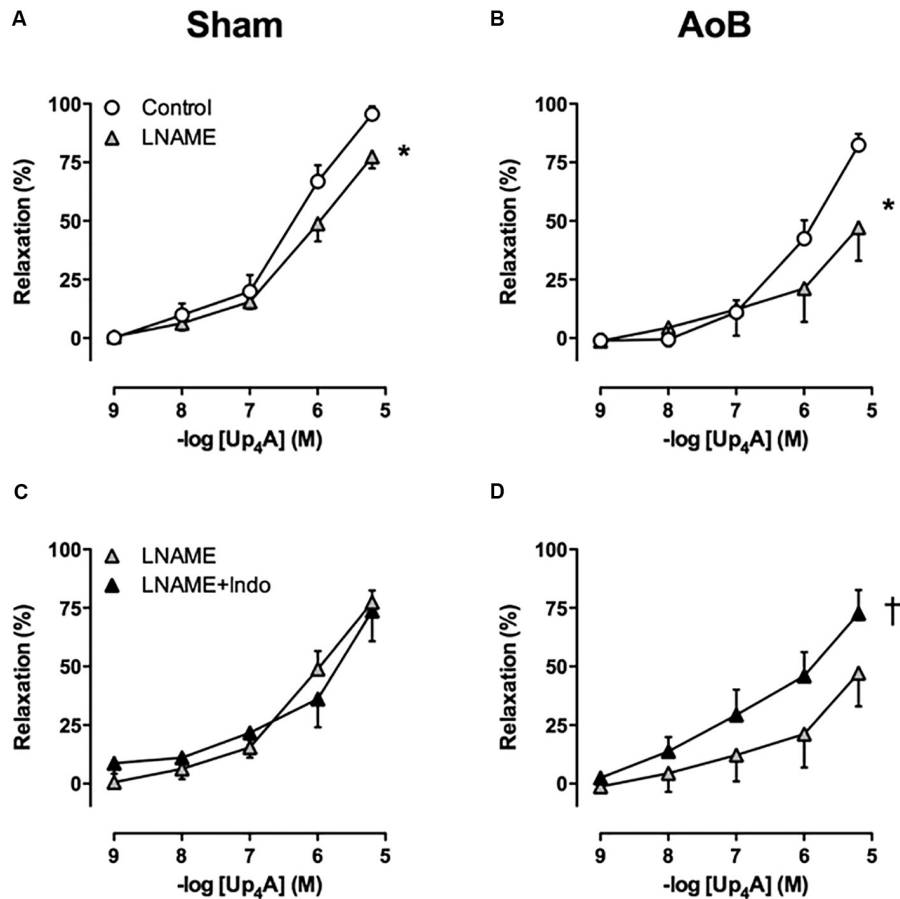 A
Sham
B
AoB
Control
LNAME
*
Relaxation (%)
100
75
50
25
0
9 8 7 6 5
-log [Up₄A] (M)
*
Relaxation (%)
100
75
50
25
0
9 8 7 6 5
-log [Up₄A] (M)
C
LNAME
LNAME+Indo
Relaxation (%)
100
75
50
25
0
9 8 7 6 5
-log [Up₄A] (M)
D
†
Relaxation (%)
100
75
50
25
0
9 8 7 6 5
-log [Up₄A] (M)